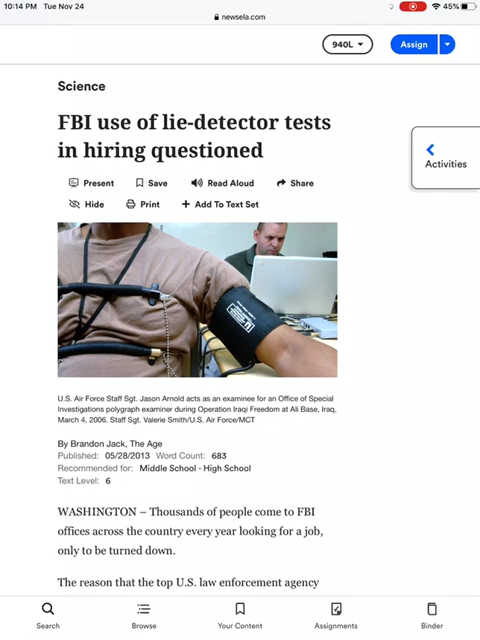 10:14 PM Tue Nov 24
45%
newsela.com
940L
Assign
Science
FBI use of lie-detector tests
in hiring questioned
Activities
Present Save Read Aloud Share
Hide Print Add To Text Set
U.S. Air Force Staff Sgt. Jason Arnold acts as an examinee for an Office of Special
Investigations polygraph examiner during Operation Iraqi Freedom at Ali Base, Iraq,
March 4, 2006. Staff Sgt. Valerie Smith/U.S. Air Force/MCT
By Brandon Jack, The Age
Published: 05/28/2013 Word Count: 683
Recommended for: Middle School - High School
Text Level: 6
WASHINGTON – Thousands of people come to FBI
offices across the country every year looking for a job,
only to be turned down.
The reason that the top U.S. law enforcement agency
Search Browse Your Content Assignments Binder